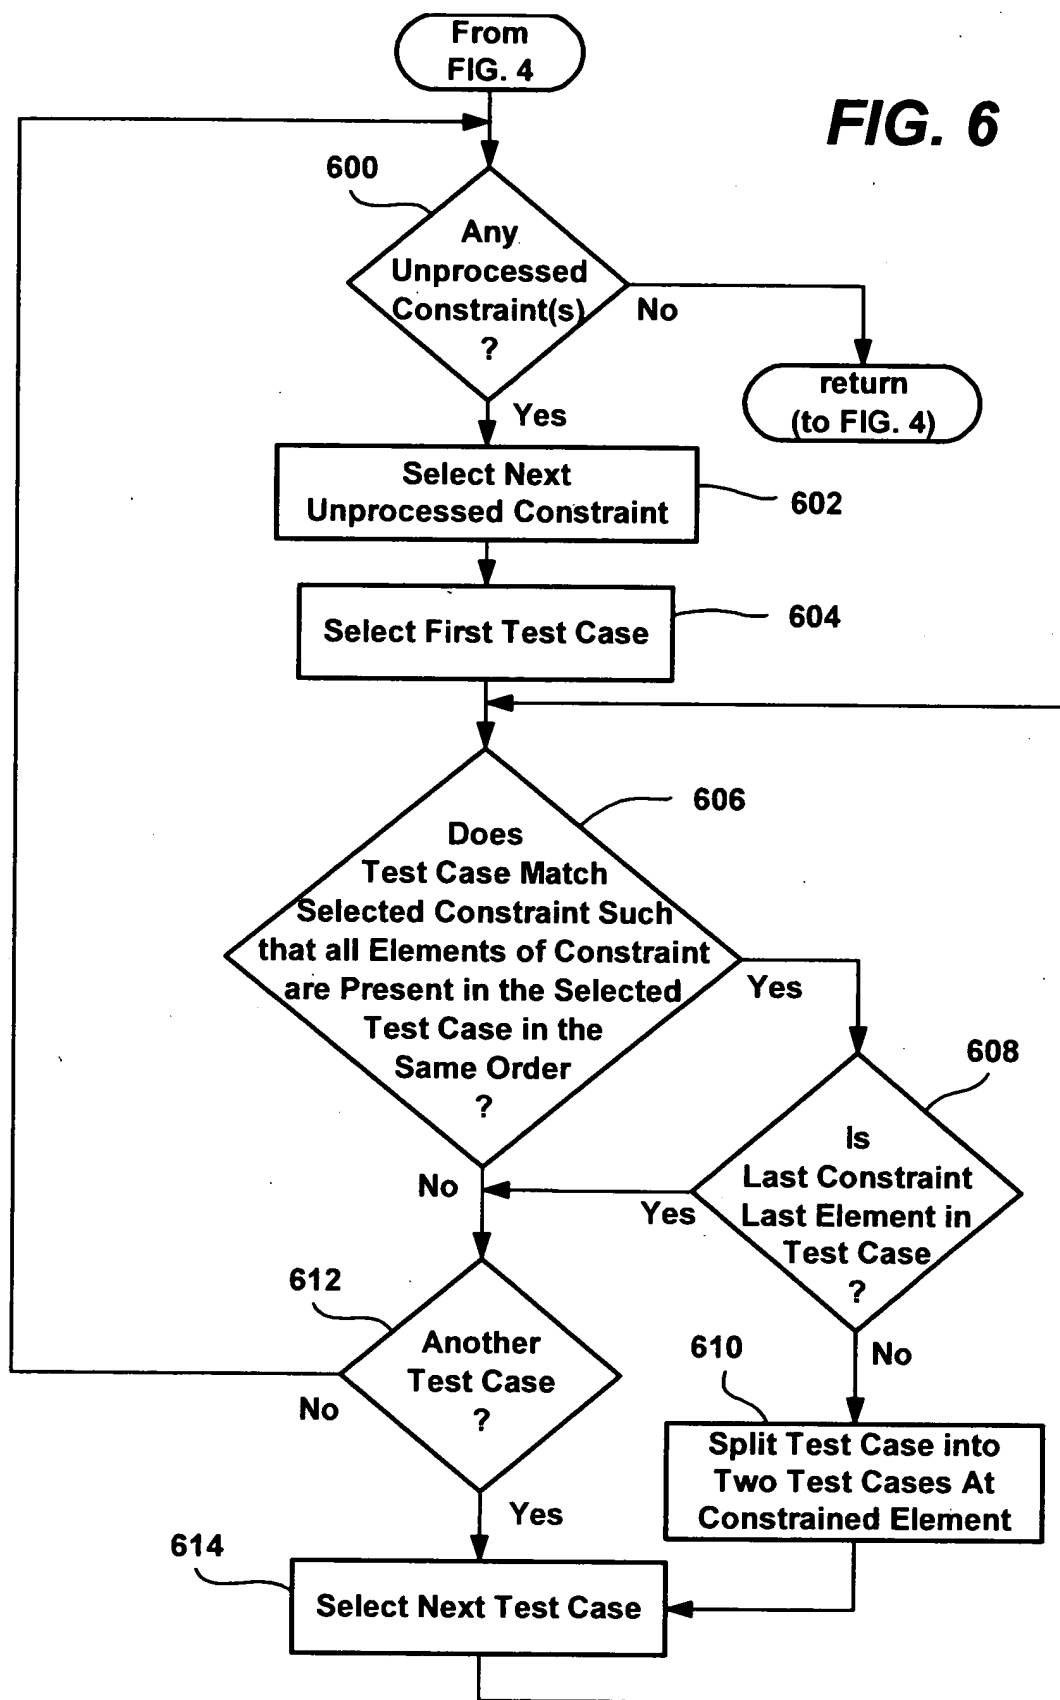 From
FIG. 4
FIG. 6
600
Any
Unprocessed
Constraint(s)
?
No
return
(to FIG. 4)
Yes
Select Next
Unprocessed Constraint
602
Select First Test Case
604
606
Does
Test Case Match
Selected Constraint Such
that all Elements of Constraint
are Present in the Selected
Test Case in the
Same Order
?
Yes
608
Is
Last Constraint
Last Element in
Test Case
?
No
Yes
612
Another
Test Case
?
No
No
610
Split Test Case into
Two Test Cases At
Constrained Element
Yes
614
Select Next Test Case